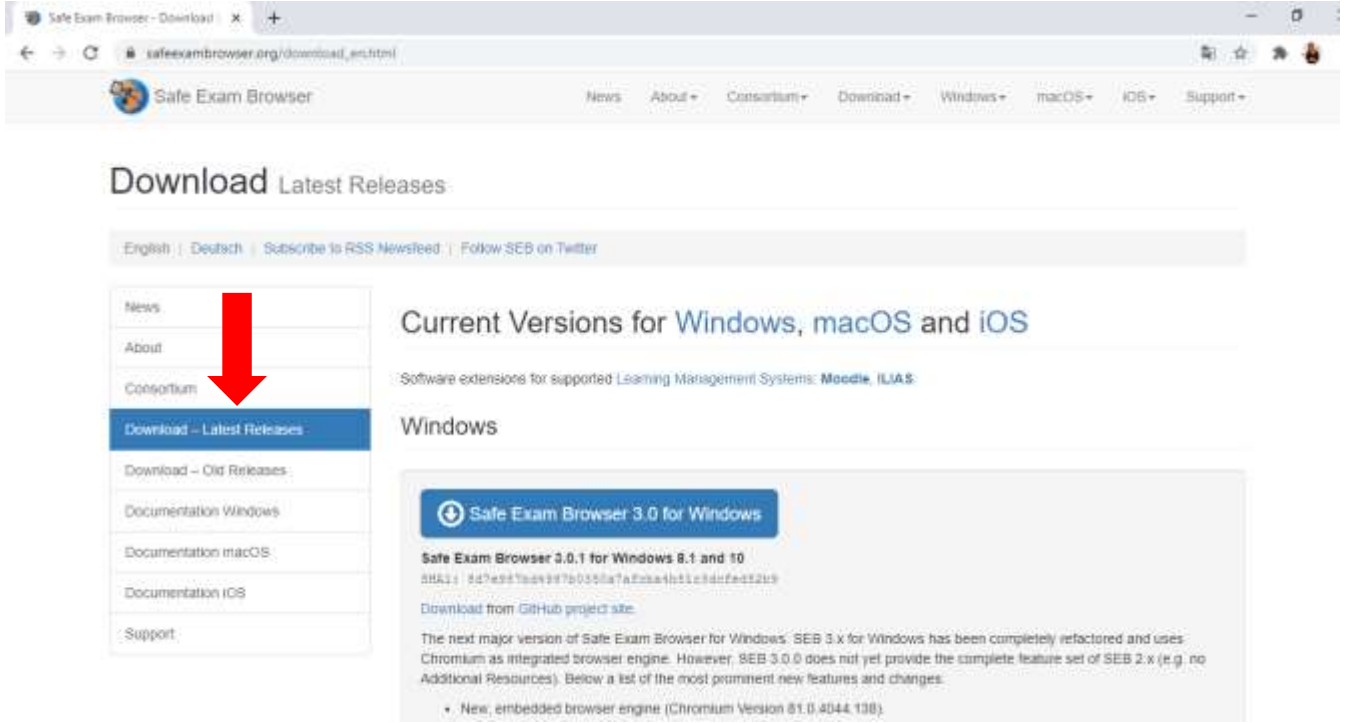 Safe Exam Browser - Download
safeexambrowser.org/download_en.html
Safe Exam Browser
News About Consortium Download Windows macOS iOS Support
Download Latest Releases
English | Deutsch | Subscribe to RSS Newsfeed | Follow SEB on Twitter
News
About
Consortium
Download – Latest Releases
Download – Old Releases
Documentation Windows
Documentation macOS
Documentation iOS
Support
Current Versions for Windows, macOS and iOS
Software extensions for supported Learning Management Systems: Moodle, ILIAS
Windows
Safe Exam Browser 3.0 for Windows
Safe Exam Browser 3.0.1 for Windows 8.1 and 10
SHA1:
Download from GitHub project site.
The next major version of Safe Exam Browser for Windows. SEB 3.x for Windows has been completely refactored and uses
Chromium as integrated browser engine. However, SEB 3.0.0 does not yet provide the complete feature set of SEB 2.x (e.g. no
Additional Resources). Below a list of the most prominent new features and changes:
• New, embedded browser engine (Chromium Version 81.0.4044.138).